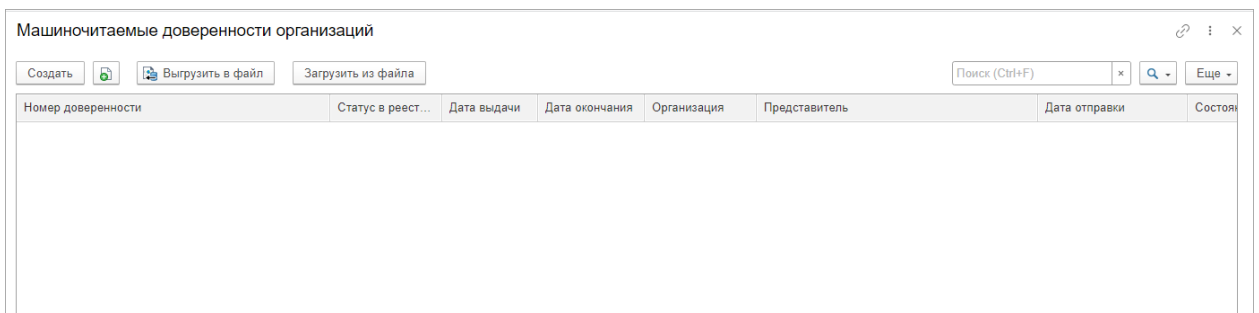 Машиночитаемые доверенности организаций
Создать Выгрузить в файл Загрузить из файла Поиск (Ctrl+F) × Еще
Номер доверенности Статус в реест... Дата выдачи Дата окончания Организация Представитель Дата отправки Состоя